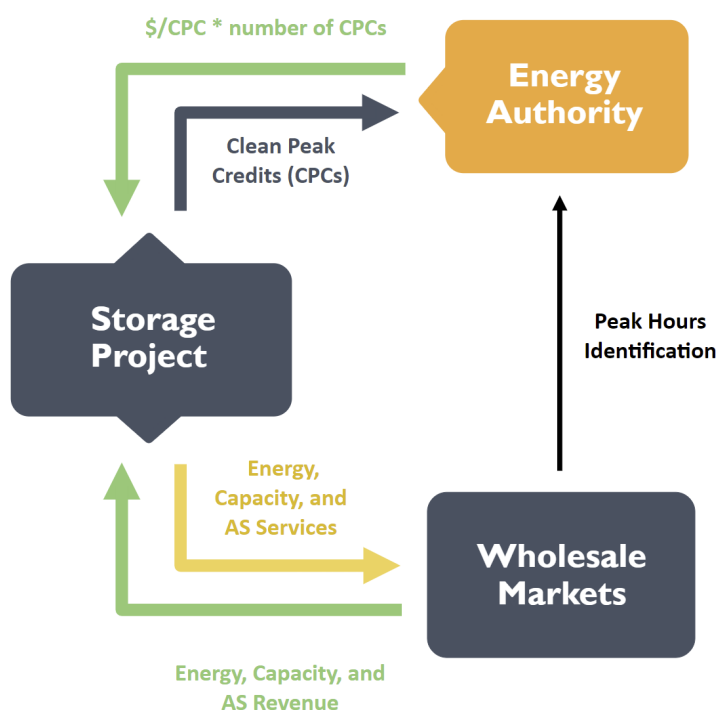 $/CPC * number of CPCs
Energy
Authority
Clean Peak
Credits (CPCs)
Storage
Project
Peak Hours
Identification
Energy,
Capacity, and
AS Services
Wholesale
Markets
Energy, Capacity, and
AS Revenue